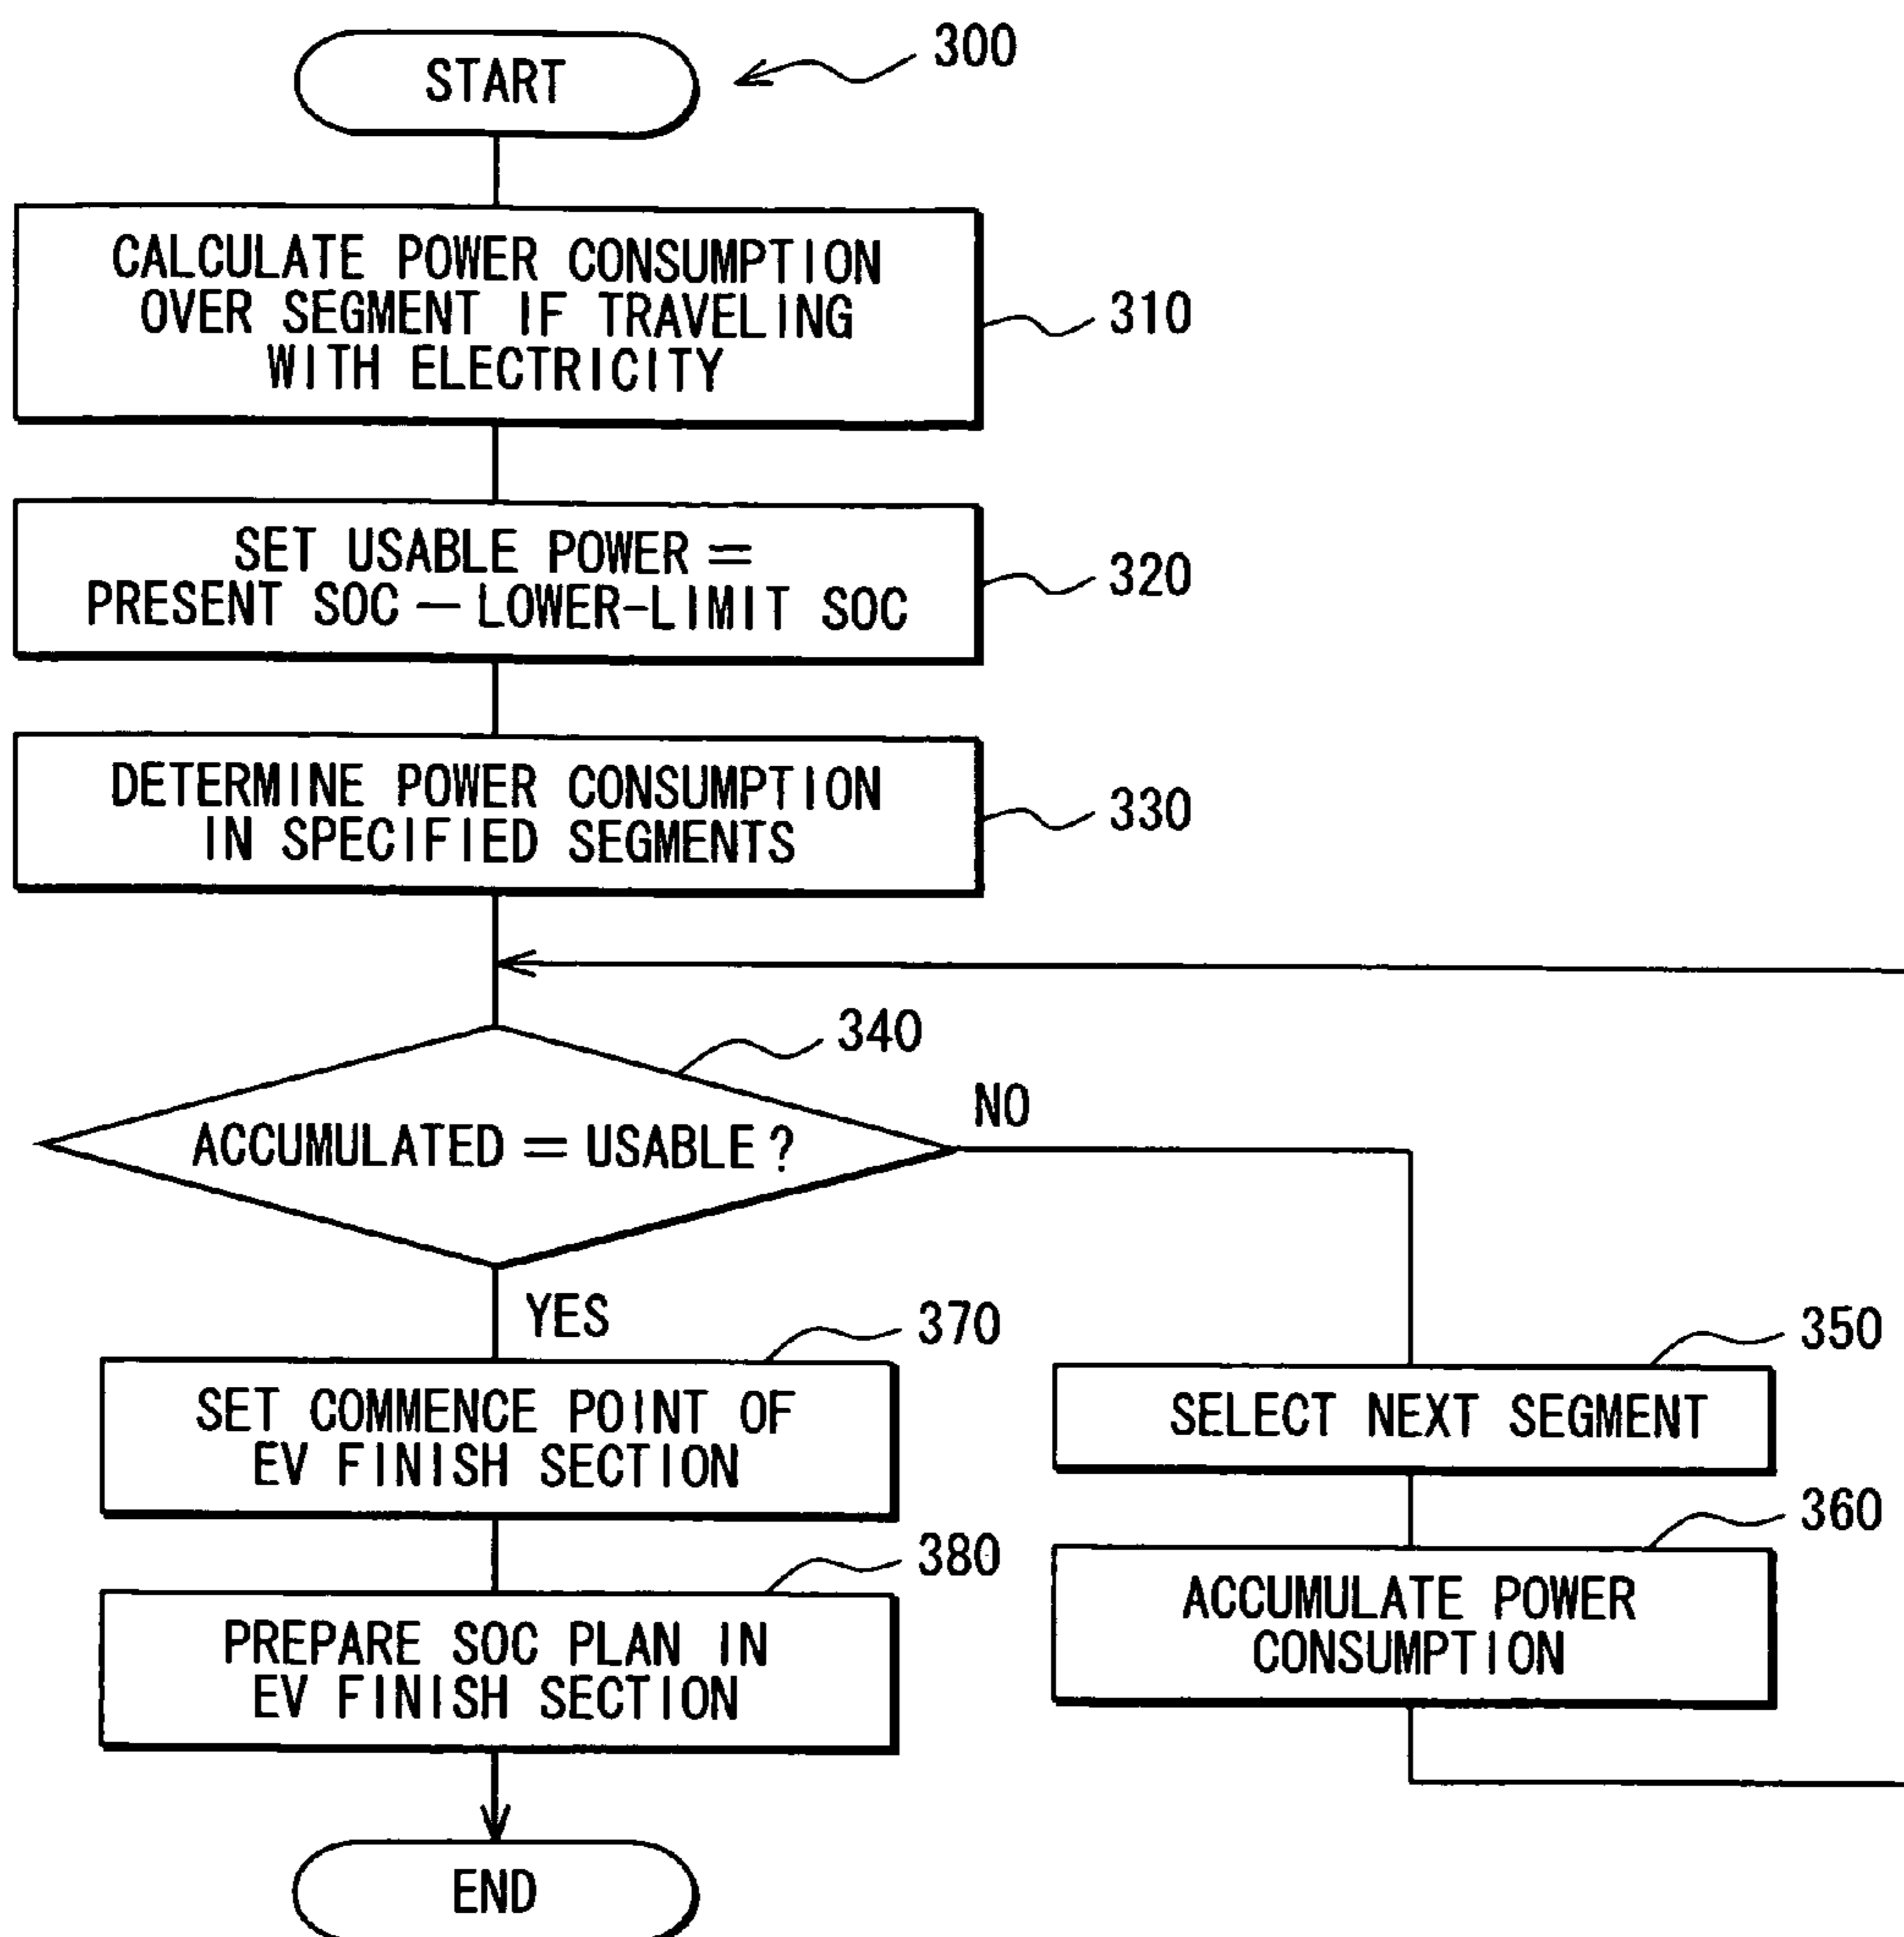 START
300
CALCULATE POWER CONSUMPTION
OVER SEGMENT IF TRAVELING
WITH ELECTRICITY
310
SET USABLE POWER =
PRESENT SOC — LOWER-LIMIT SOC
320
DETERMINE POWER CONSUMPTION
IN SPECIFIED SEGMENTS
330
340
ACCUMULATED = USABLE ?
NO
YES
370
SET COMMENCE POINT OF
EV FINISH SECTION
350
SELECT NEXT SEGMENT
360
ACCUMULATE POWER
CONSUMPTION
380
PREPARE SOC PLAN IN
EV FINISH SECTION
END